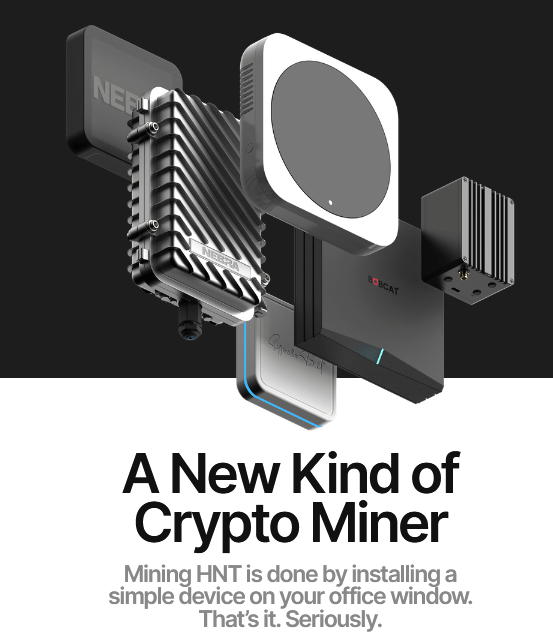 NEBRA
BOBCAT
A New Kind of
Crypto Miner
Mining HNT is done by installing a
simple device on your office window.
That’s it. Seriously.